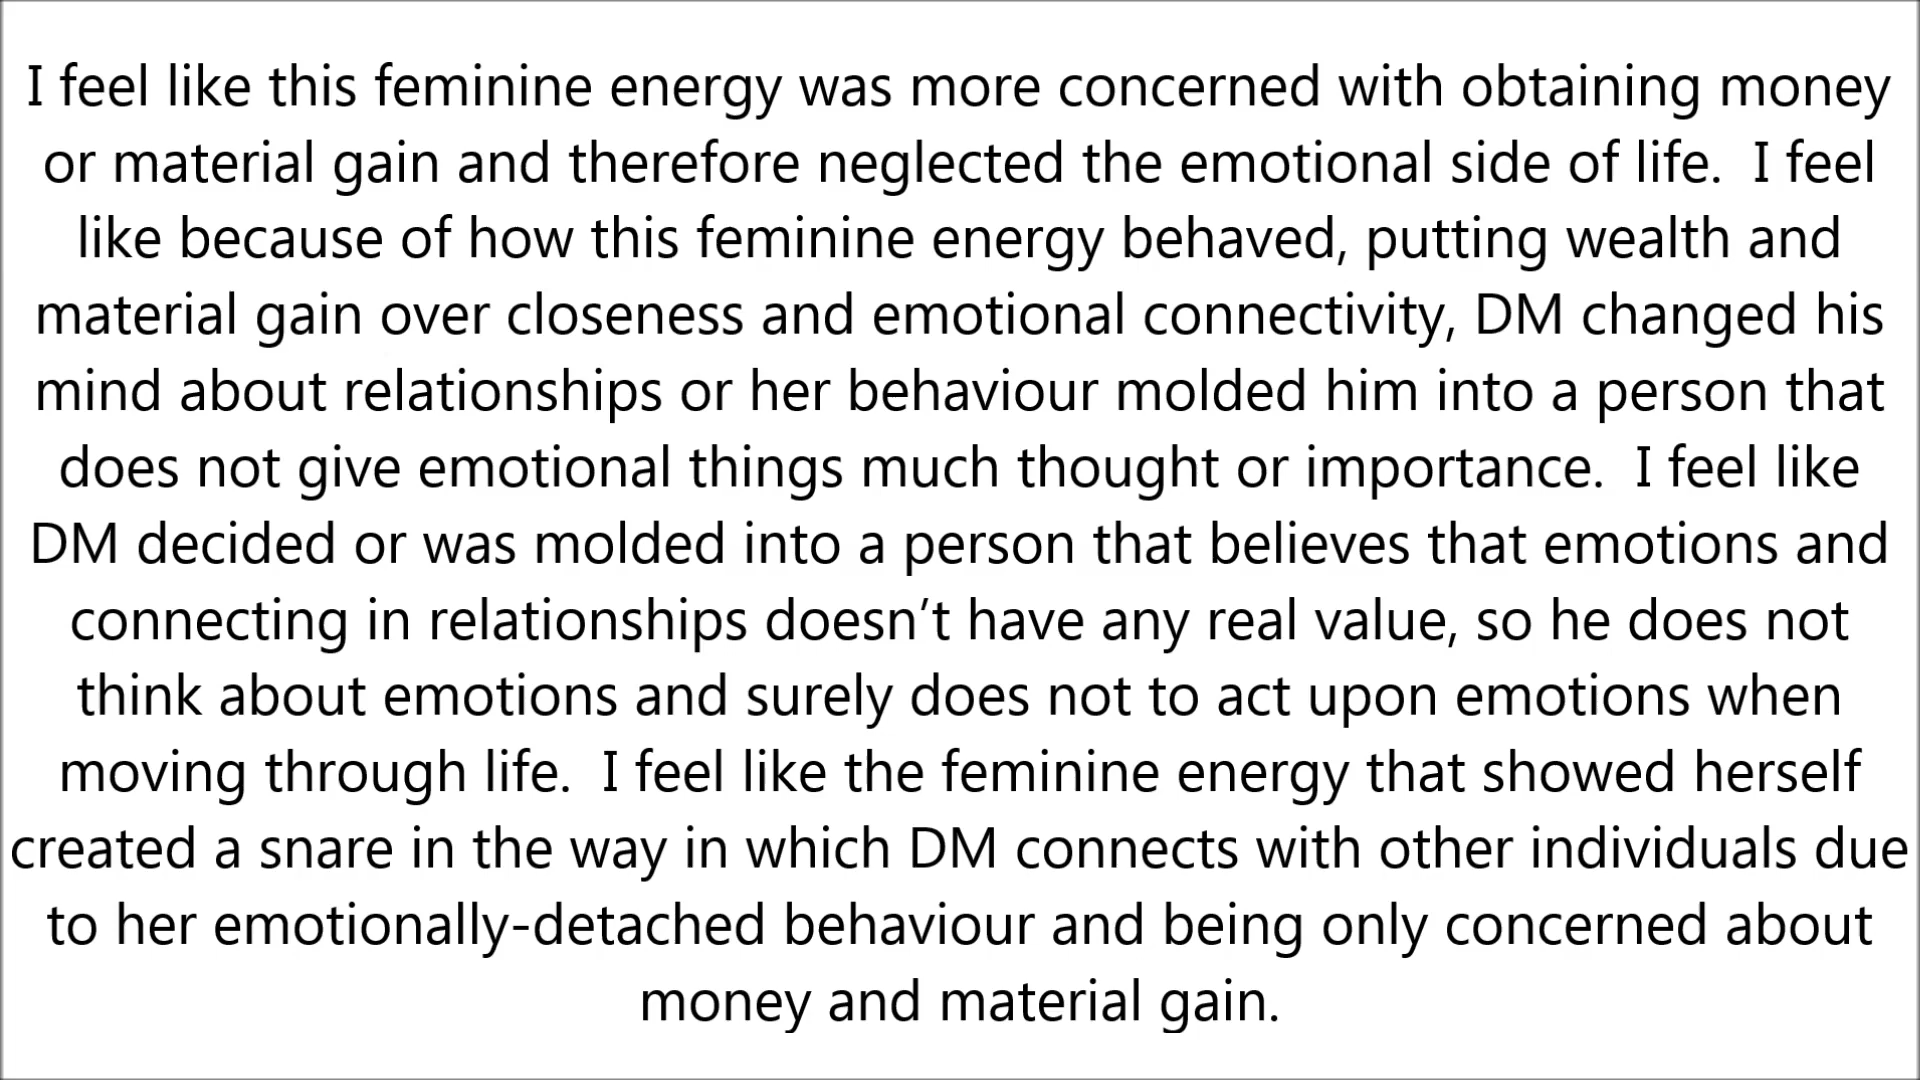 I feel like this feminine energy was more concerned with obtaining money
or material gain and therefore neglected the emotional side of life.  I feel
like because of how this feminine energy behaved, putting wealth and
material gain over closeness and emotional connectivity, DM changed his
mind about relationships or her behaviour molded him into a person that
does not give emotional things much thought or importance.  I feel like
DM decided or was molded into a person that believes that emotions and
connecting in relationships doesn’t have any real value, so he does not
think about emotions and surely does not to act upon emotions when
moving through life.  I feel like the feminine energy that showed herself
created a snare in the way in which DM connects with other individuals due
to her emotionally-detached behaviour and being only concerned about
money and material gain.